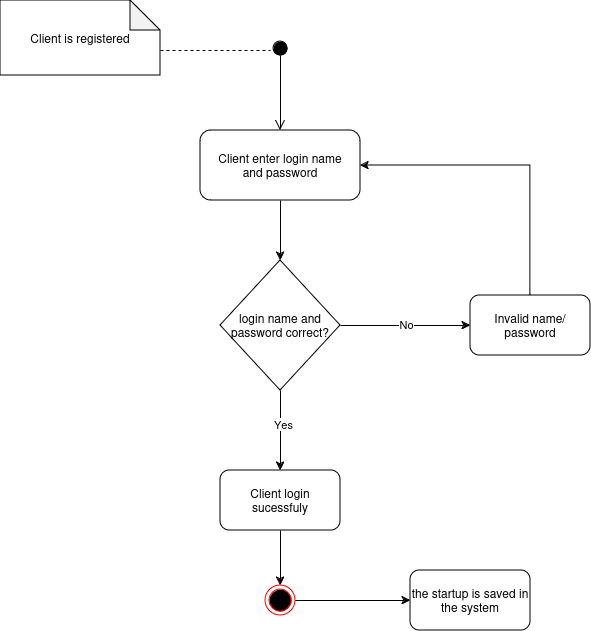 Client is registered
Client enter login name
and password
login name and
password correct?
No
Invalid name/
password
Yes
Client login
sucessfuly
the startup is saved in
the system